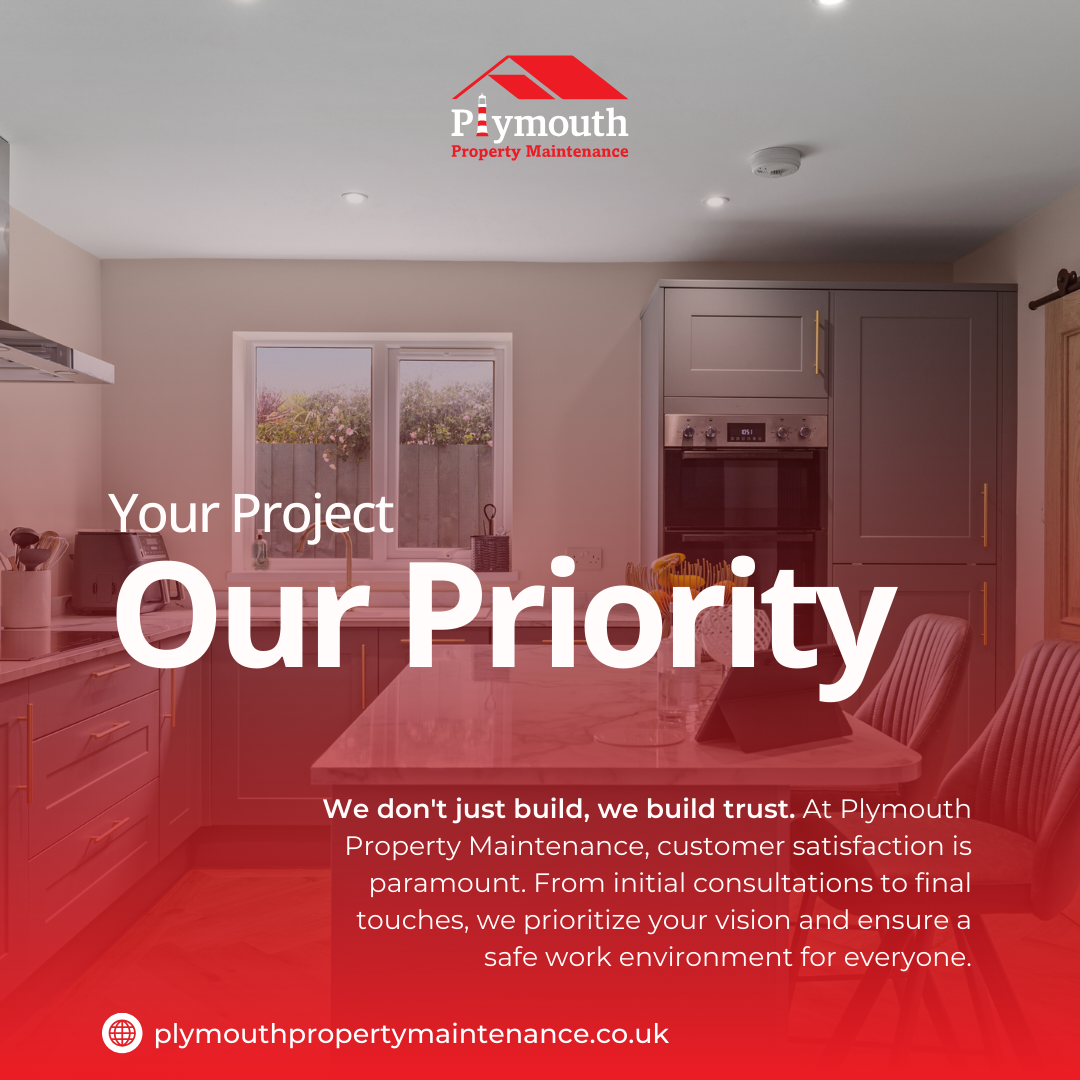 Plymouth
Property Maintenance
Your Project
Our Priority
We don't just build, we build trust. At Plymouth
Property Maintenance, customer satisfaction is
paramount. From initial consultations to final
touches, we prioritize your vision and ensure a
safe work environment for everyone.
plymouthpropertymaintenance.co.uk